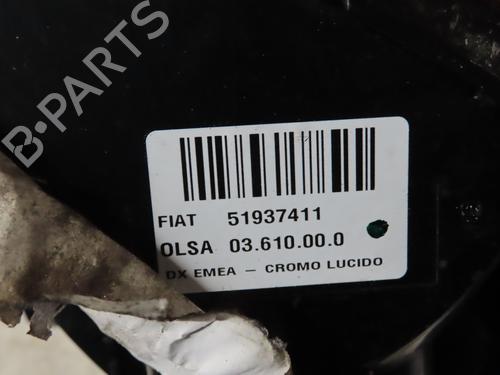 B-PARTS
FIAT 51937411
OLSA 03.610.00.0
DX EMEA – CROMO LUCIDO